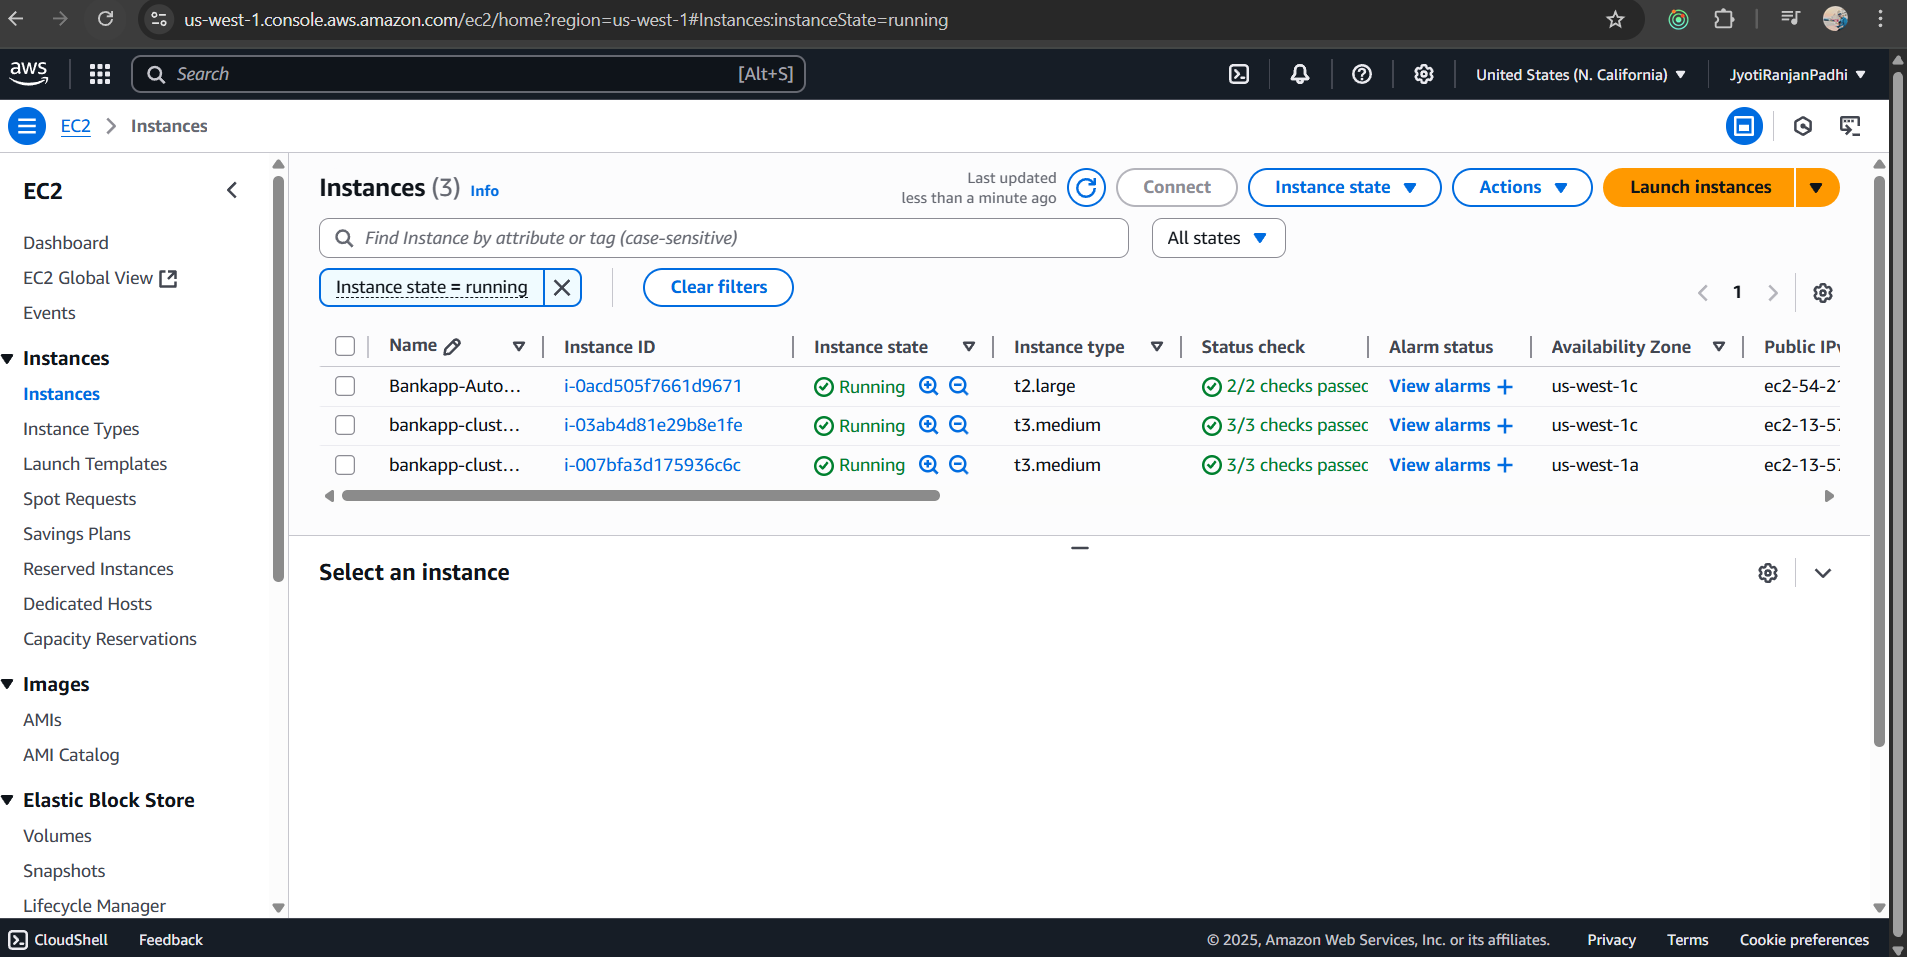 us-west-1.console.aws.amazon.com/ec2/home?region=us-west-1#Instances:instanceState=running
aws
Search [Alt+S]
United States (N. California)
JyotiRanjanPadhi
EC2 Instances
EC2
Dashboard
EC2 Global View
Events
Instances
Instances
Instance Types
Launch Templates
Spot Requests
Savings Plans
Reserved Instances
Dedicated Hosts
Capacity Reservations
Images
AMIs
AMI Catalog
Elastic Block Store
Volumes
Snapshots
Lifecycle Manager
Instances (3) Info
Last updated
less than a minute ago
Connect
Instance state
Actions
Launch instances
Find Instance by attribute or tag (case-sensitive)
All states
Instance state = running
Clear filters
1
Name Instance ID Instance state Instance type Status check Alarm status Availability Zone Public IPv
Bankapp-Auto... i-0acd505f7661d9671 Running t2.large 2/2 checks passed View alarms + us-west-1c ec2-54-21
bankapp-clust... i-03ab4d81e29b8e1fe Running t3.medium 3/3 checks passed View alarms + us-west-1c ec2-13-57
bankapp-clust... i-007bfa3d175936c6c Running t3.medium 3/3 checks passed View alarms + us-west-1a ec2-13-57
Select an instance
CloudShell Feedback
© 2025, Amazon Web Services, Inc. or its affiliates. Privacy Terms Cookie preferences